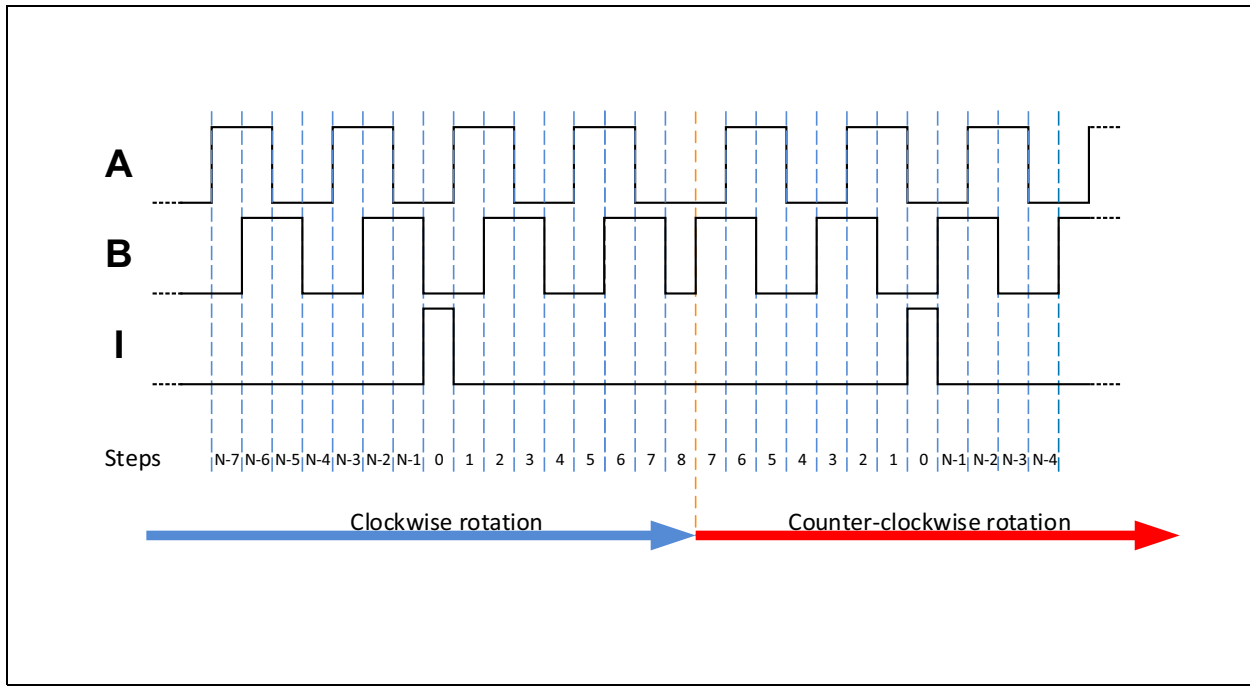 A
B
I
Steps N-7 N-6 N-5 N-4 N-3 N-2 N-1 0 1 2 3 4 5 6 7 8 7 6 5 4 3 2 1 0 N-1 N-2 N-3 N-4
Clockwise rotation Counter-clockwise rotation